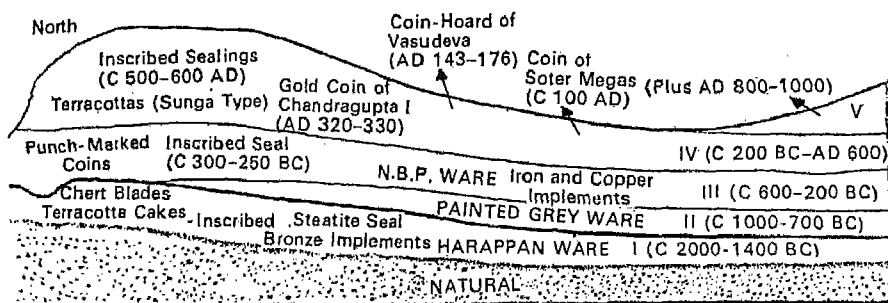 North
Inscribed Sealings
(C 500-600 AD)
Terracottas (Sunga Type)
Gold Coin of
Chandragupta I
(AD 320-330)
Coin-Hoard of
Vasudeva
(AD 143-176)
Coin of
Soter Megas
(C 100 AD)
(Plus AD 800-1000)
V
Punch-Marked
Coins
Inscribed Seal
(C 300-250 BC)
IV (C 200 BC-AD 600)
N.B.P. WARE
Iron and Copper
Implements
III (C 600-200 BC)
Chert Blades
Terracotta Cakes
PAINTED GREY WARE
II (C 1000-700 BC)
Inscribed Steatite Seal
Bronze Implements
HARAPPAN WARE
I (C 2000-1400 BC)
NATURAL